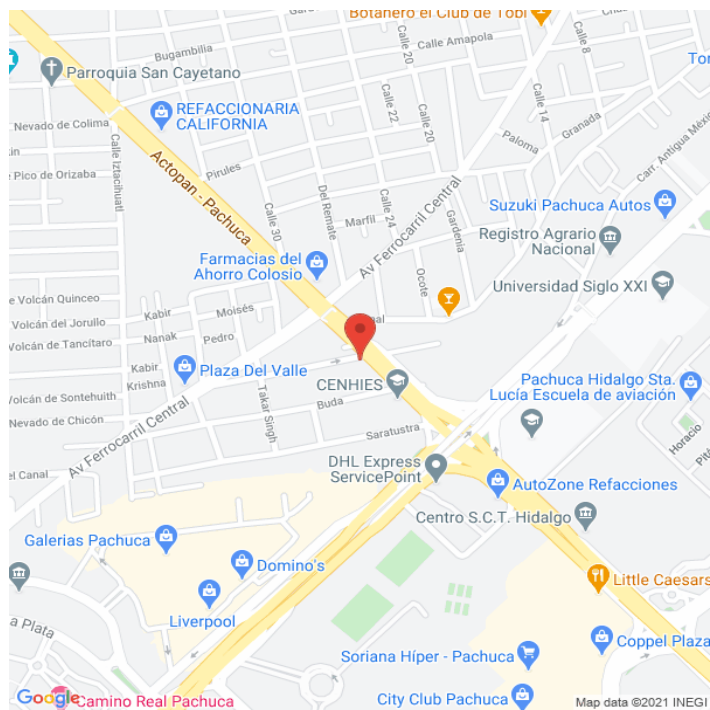 Botanero el Club de Tobi
Bugambilia
Calle Amapola
Calle 20
Calle 8
Parroquia San Cayetano
Tor
REFACCIONARIA
CALIFORNIA
Nevado de Colima
Calle 22
Calle 20
Calle 14
Granada
Paloma
Carr. Antigua Méxic
Calle Iztacihuatl
Actopan - Pachuca
Pirules
e Pico de Orizaba
Calle 30
Del Remate
Marfil
Calle 24
Gardenia
Av Ferrocarril Central
Suzuki Pachuca Autos
Registro Agrario
Nacional
Farmacias del
Ahorro Colosio
Ocote
Universidad Siglo XXI
e Volcán Quinceo
Kabir
Moisés
Volcán del Jorullo
Nanak
Pedro
Volcán de Tancítaro
Kabir
Krishna
Plaza Del Valle
Volcán de Sontehuith
Nevado de Chicón
Av Ferrocarril Central
Takar Singh
CENHIES
Buda
Saratustra
Pachuca Hidalgo Sta.
Lucía Escuela de aviación
Horacio
el Canal
DHL Express
ServicePoint
AutoZone Refacciones
Centro S.C.T. Hidalgo
Galerias Pachuca
Domino's
Liverpool
Little Caesars
a Plata
Soriana Híper - Pachuca
Coppel Plaza
City Club Pachuca
Google
Camino Real Pachuca
Map data ©2021 INEGI